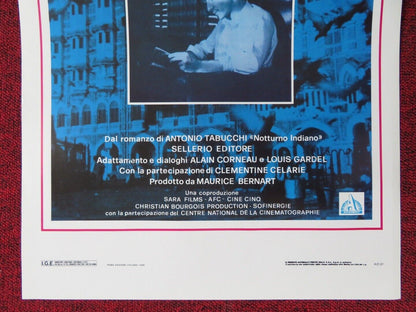 Dal romanzo di ANTONIO TABUCCHI "Notturno Indiano"
SELLERIO EDITORE
Adattamento e dialoghi ALAIN CORNEAU e LOUIS GARDEL
Con la partecipazione di CLEMENTINE CELARIE
Prodotto da MAURICE BERNART
Una coproduzione
SARA FILMS - AFC - CINE CINQ
CHRISTIAN BOURGOIS PRODUCTION - SOFINERGIE
con la partecipazione del CENTRE NATIONAL DE LA CINEMATOGRAPHIE
I.G.E.